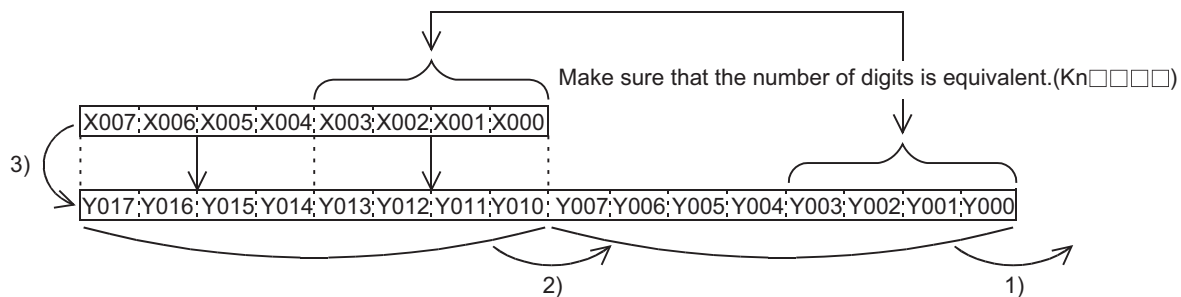 Make sure that the number of digits is equivalent.(Kn□□□□)
X007 X006 X005 X004 X003 X002 X001 X000
3)
Y017 Y016 Y015 Y014 Y013 Y012 Y011 Y010 Y007 Y006 Y005 Y004 Y003 Y002 Y001 Y000
2) 1)